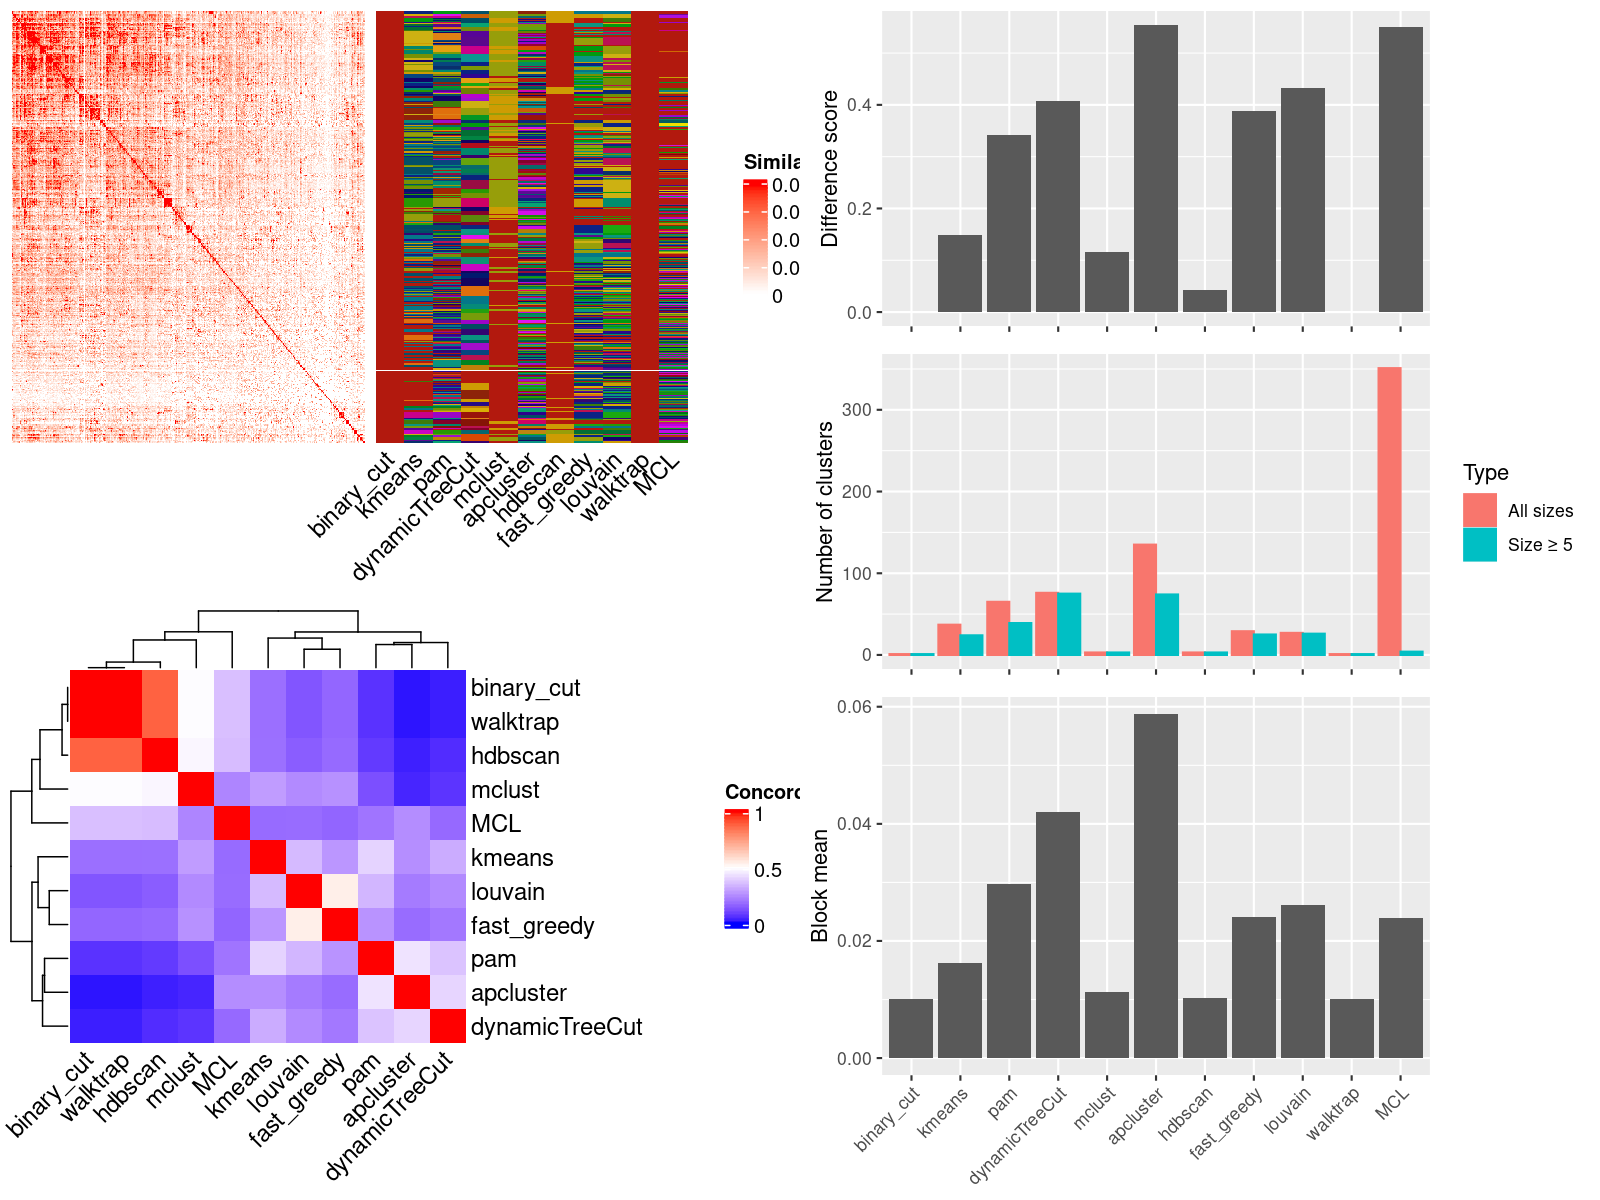 Simila
0.0
0.0
0.0
0.0
0
binary_cut
kmeans
pam
dynamicTreeCut
mclust
apcluster
hdbscan
fast_greedy
louvain
walktrap
MCL
binary_cut
walktrap
hdbscan
mclust
MCL
kmeans
louvain
fast_greedy
pam
apcluster
dynamicTreeCut
binary_cut
walktrap
hdbscan
mclust
MCL
kmeans
louvain
fast_greedy
pam
apcluster
dynamicTreeCut
Concord
1
0.5
0
Difference score
0.4
0.2
0.0
Number of clusters
300
200
100
0
Type
All sizes
Size ≥ 5
Block mean
0.06
0.04
0.02
0.00
binary_cut
kmeans
pam
dynamicTreeCut
mclust
apcluster
hdbscan
fast_greedy
louvain
walktrap
MCL